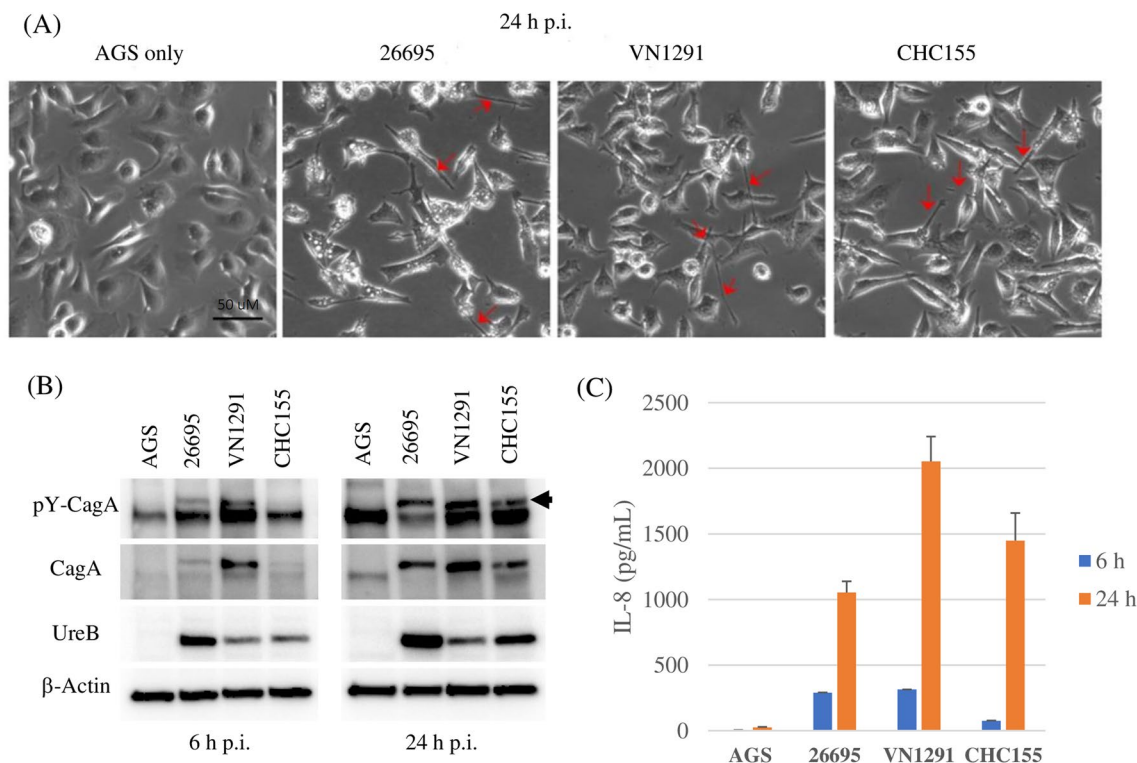 (A)
24 h p.i.
AGS only
26695
VN1291
CHC155
50 uM
(B)
AGS
26695
VN1291
CHC155
AGS
26695
VN1291
CHC155
pY-CagA
CagA
UreB
β-Actin
6 h p.i.
24 h p.i.
(C)
IL-8 (pg/mL)
2500
2000
1500
1000
500
0
AGS
26695
VN1291
CHC155
6 h
24 h